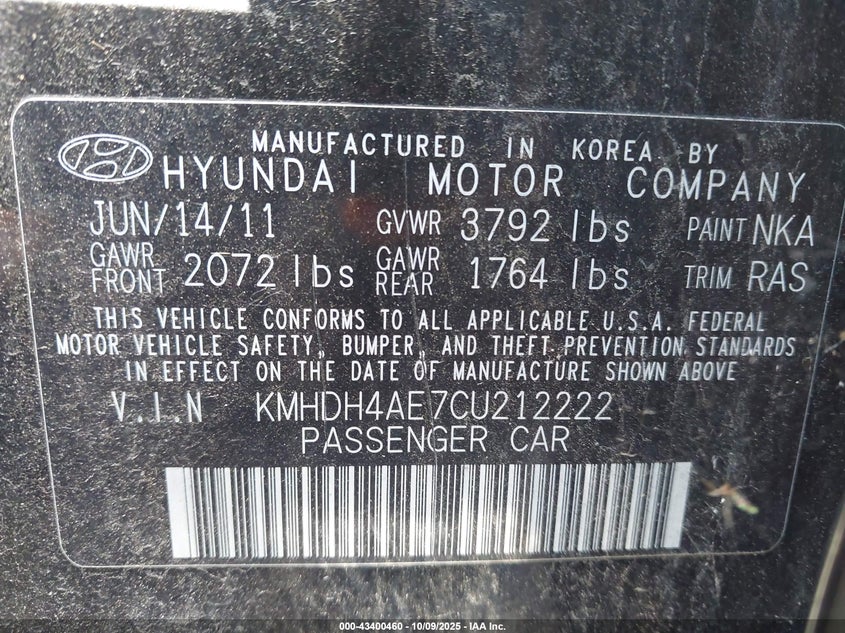 MANUFACTURED IN KOREA BY
HYUNDAI MOTOR COMPANY
JUN/14/11 GVWR 3792 lbs PAINT NKA
GAWR FRONT 2072 lbs GAWR REAR 1764 lbs TRIM RAS
THIS VEHICLE CONFORMS TO ALL APPLICABLE U.S.A. FEDERAL
MOTOR VEHICLE SAFETY, BUMPER, AND THEFT PREVENTION STANDARDS
IN EFFECT ON THE DATE OF MANUFACTURE SHOWN ABOVE
V.I.N KMHDH4AE7CU212222
PASSENGER CAR
000-43400460 - 10/09/2025 - IAA Inc.